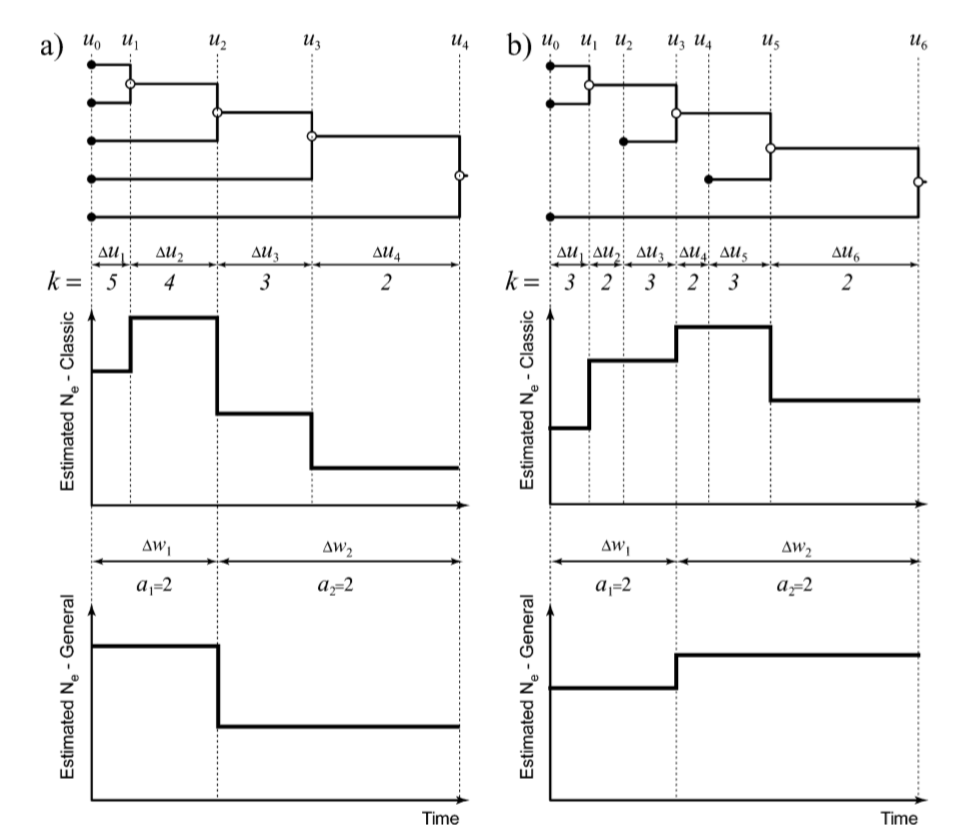 a) u0 u1 u2 u3 u4
Δu1 Δu2 Δu3 Δu4
k = 5 4 3 2
Estimated Ne - Classic
Δw1 Δw2
a1=2 a2=2
Estimated Ne - General
Time
b) u0 u1 u2 u3 u4 u5 u6
Δu1 Δu2 Δu3 Δu4 Δu5 Δu6
k = 3 2 3 2 3 2
Estimated Ne - Classic
Δw1 Δw2
a1=2 a2=2
Estimated Ne - General
Time